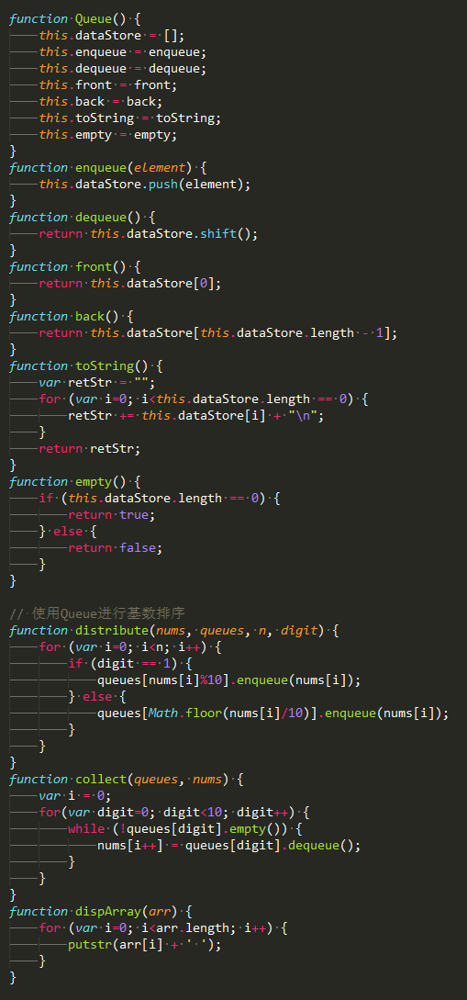 function Queue() {
    this.dataStore = [];
    this.enqueue = enqueue;
    this.dequeue = dequeue;
    this.front = front;
    this.back = back;
    this.toString = toString;
    this.empty = empty;
}
function enqueue(element) {
    this.dataStore.push(element);
}
function dequeue() {
    return this.dataStore.shift();
}
function front() {
    return this.dataStore[0];
}
function back() {
    return this.dataStore[this.dataStore.length - 1];
}
function toString() {
    var retStr = "";
    for (var i=0; i<this.dataStore.length == 0) {
        retStr += this.dataStore[i] + "\n";
    }
    return retStr;
}
function empty() {
    if (this.dataStore.length == 0) {
        return true;
    } else {
        return false;
    }
}

// 使用Queue进行基数排序
function distribute(nums, queues, n, digit) {
    for (var i=0; i<n; i++) {
        if (digit == 1) {
            queues[nums[i]%10].enqueue(nums[i]);
        } else {
            queues[Math.floor(nums[i]/10)].enqueue(nums[i]);
        }
    }
}
function collect(queues, nums) {
    var i = 0;
    for(var digit=0; digit<10; digit++) {
        while (!queues[digit].empty()) {
            nums[i++] = queues[digit].dequeue();
        }
    }
}
function dispArray(arr) {
    for (var i=0; i<arr.length; i++) {
        putstr(arr[i] + ' ');
    }
}